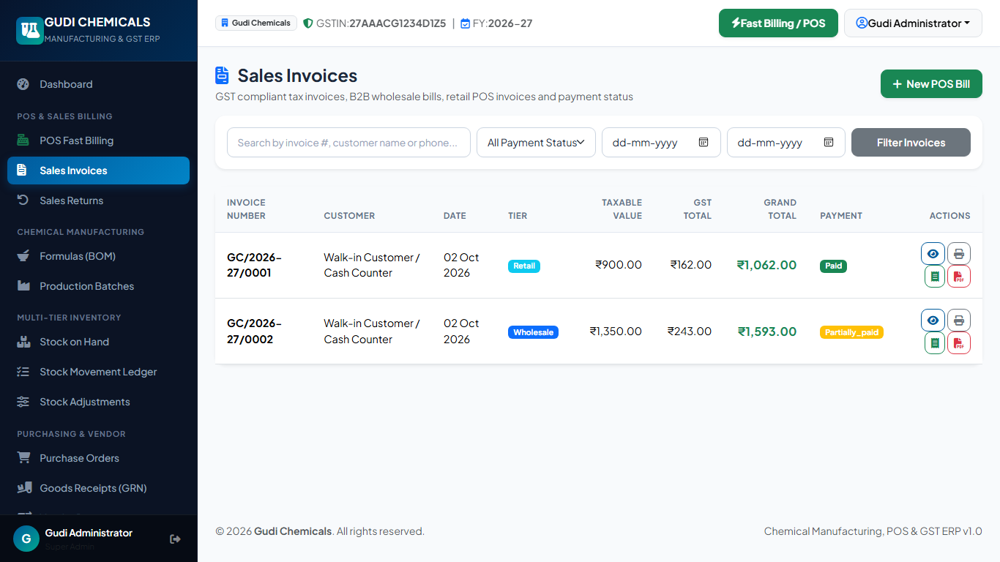 GUDI CHEMICALS
MANUFACTURING & GST ERP
Gudi Chemicals
GSTIN:27AAACG1234D1Z5 | FY:2026-27
Fast Billing / POS
Gudi Administrator
Dashboard
POS & SALES BILLING
POS Fast Billing
Sales Invoices
Sales Returns
CHEMICAL MANUFACTURING
Formulas (BOM)
Production Batches
MULTI-TIER INVENTORY
Stock on Hand
Stock Movement Ledger
Stock Adjustments
PURCHASING & VENDOR
Purchase Orders
Goods Receipts (GRN)
G
Gudi Administrator
Super Admin
Sales Invoices
GST compliant tax invoices, B2B wholesale bills, retail POS invoices and payment status
New POS Bill
Search by invoice #, customer name or phone...
All Payment Status
dd-mm-yyyy
dd-mm-yyyy
Filter Invoices
INVOICE NUMBER
CUSTOMER
DATE
TIER
TAXABLE VALUE
GST TOTAL
GRAND TOTAL
PAYMENT
ACTIONS
GC/2026-27/0001
Walk-in Customer / Cash Counter
02 Oct 2026
Retail
₹900.00
₹162.00
₹1,062.00
Paid
PDF
GC/2026-27/0002
Walk-in Customer / Cash Counter
02 Oct 2026
Wholesale
₹1,350.00
₹243.00
₹1,593.00
Partially_paid
PDF
© 2026 Gudi Chemicals. All rights reserved.
Chemical Manufacturing, POS & GST ERP v1.0